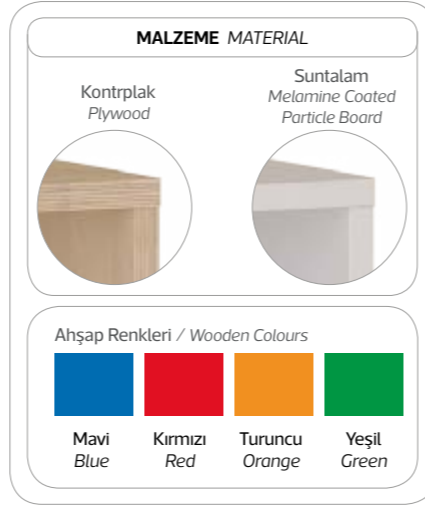 MALZEME MATERIAL
Kontrplak
Plywood
Suntalam
Melamine Coated
Particle Board
Ahşap Renkleri / Wooden Colours
Mavi
Blue
Kırmızı
Red
Turuncu
Orange
Yeşil
Green